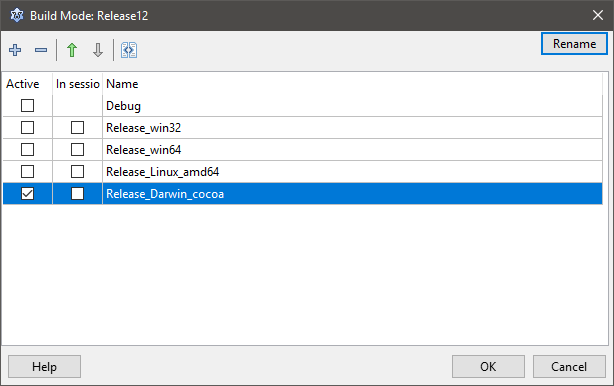 Build Mode: Release12
Rename
Active In sessio Name
Debug
Release_win32
Release_win64
Release_Linux_amd64
Release_Darwin_cocoa
Help OK Cancel